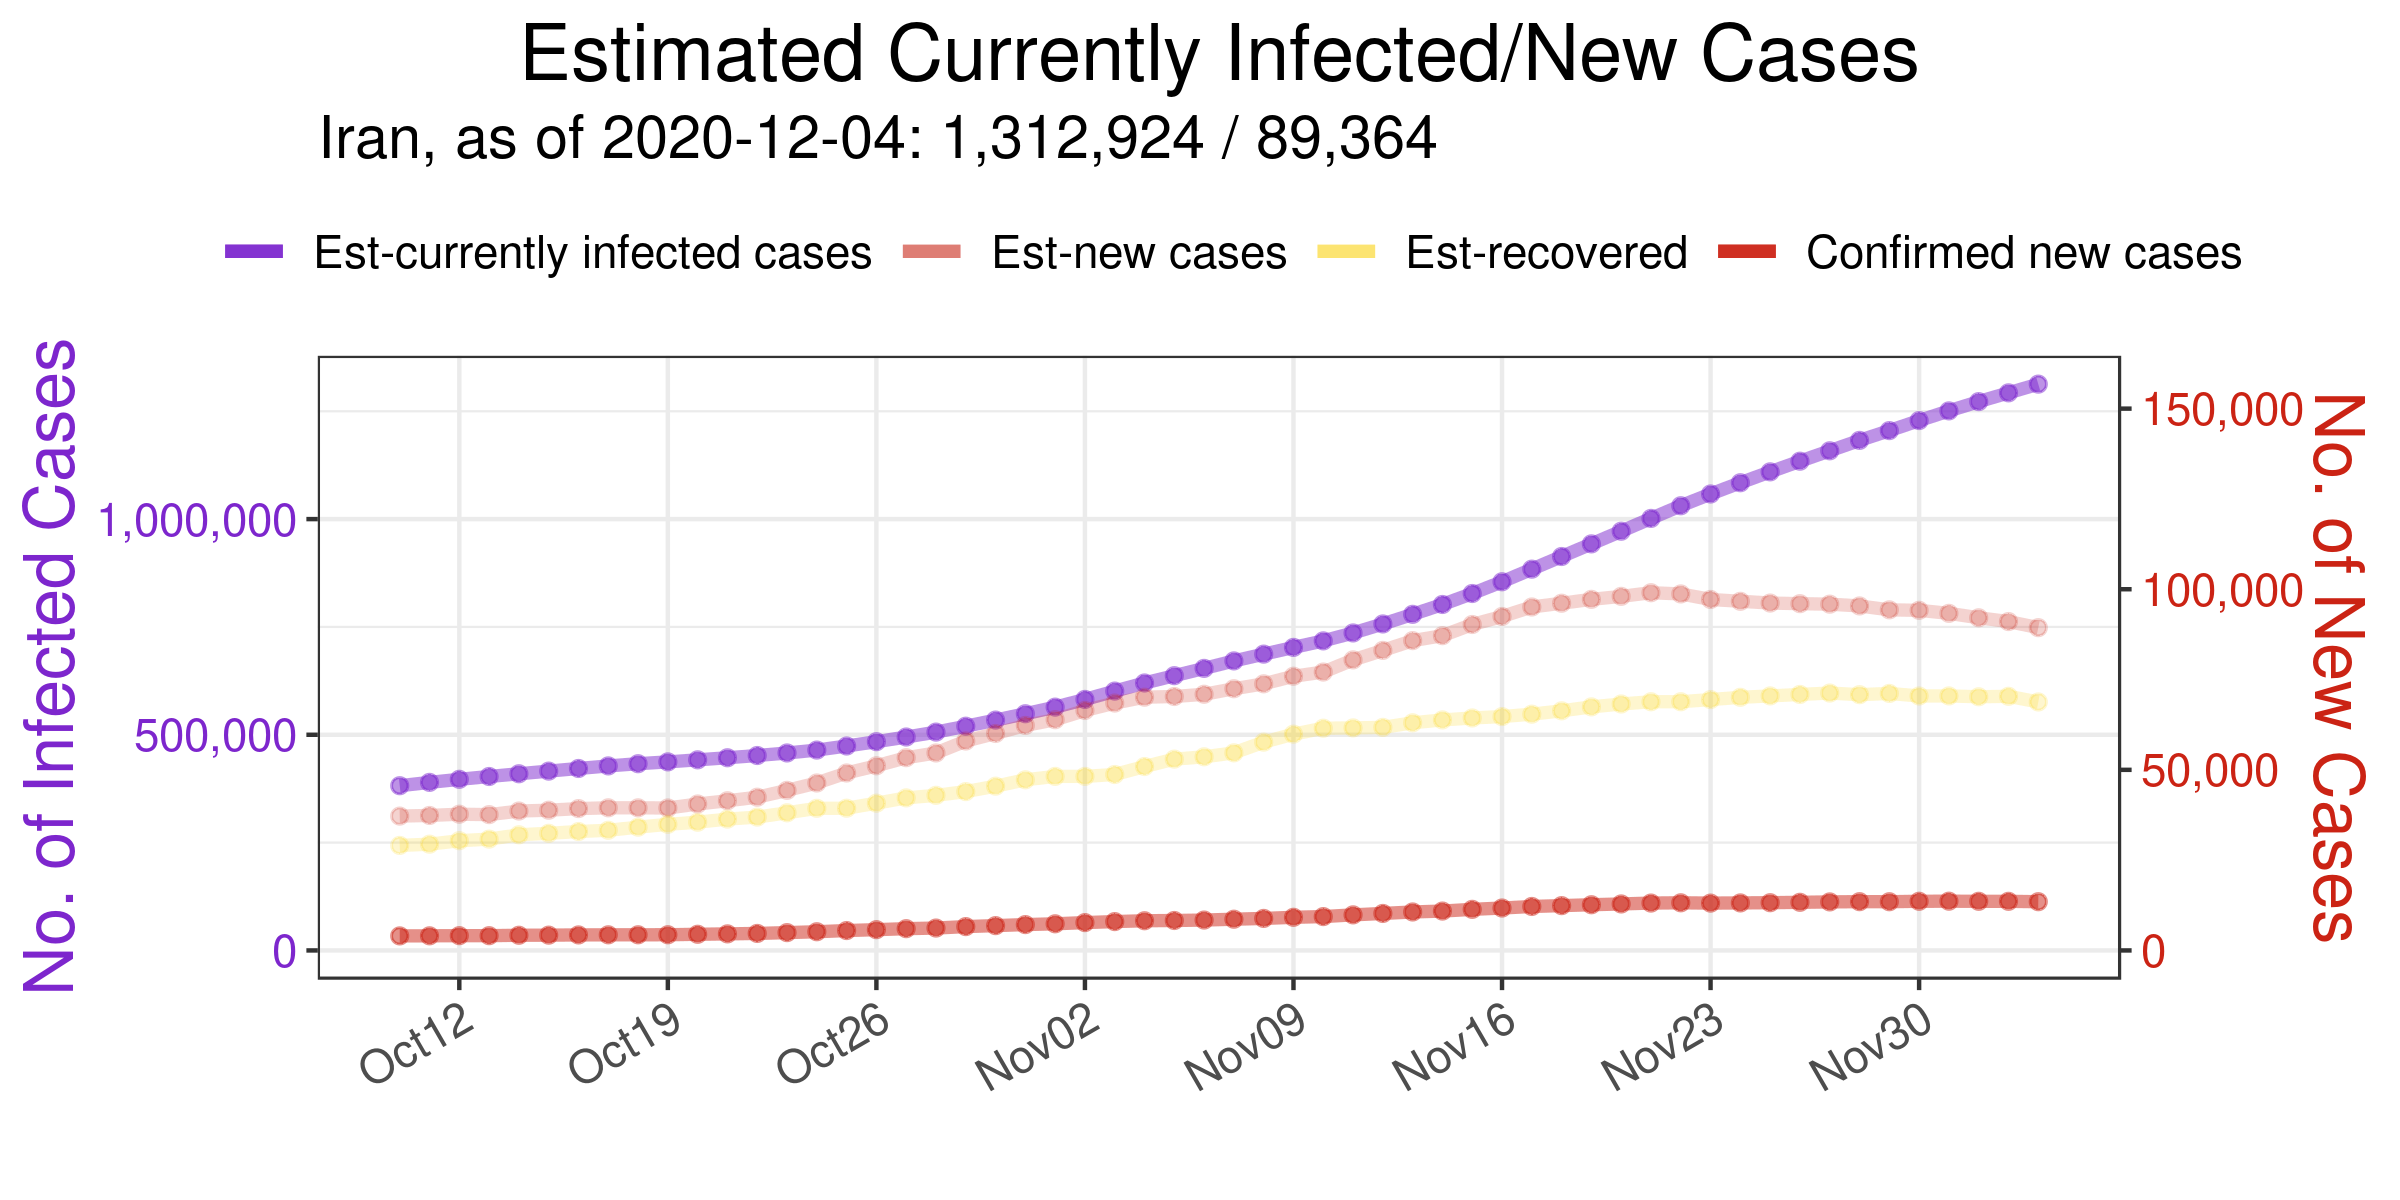 Estimated Currently Infected/New Cases
Iran, as of 2020-12-04: 1,312,924 / 89,364
Est-currently infected cases Est-new cases Est-recovered Confirmed new cases
No. of Infected Cases
1,000,000
500,000
0
150,000
100,000
50,000
0
No. of New Cases
Oct12 Oct19 Oct26 Nov02 Nov09 Nov16 Nov23 Nov30